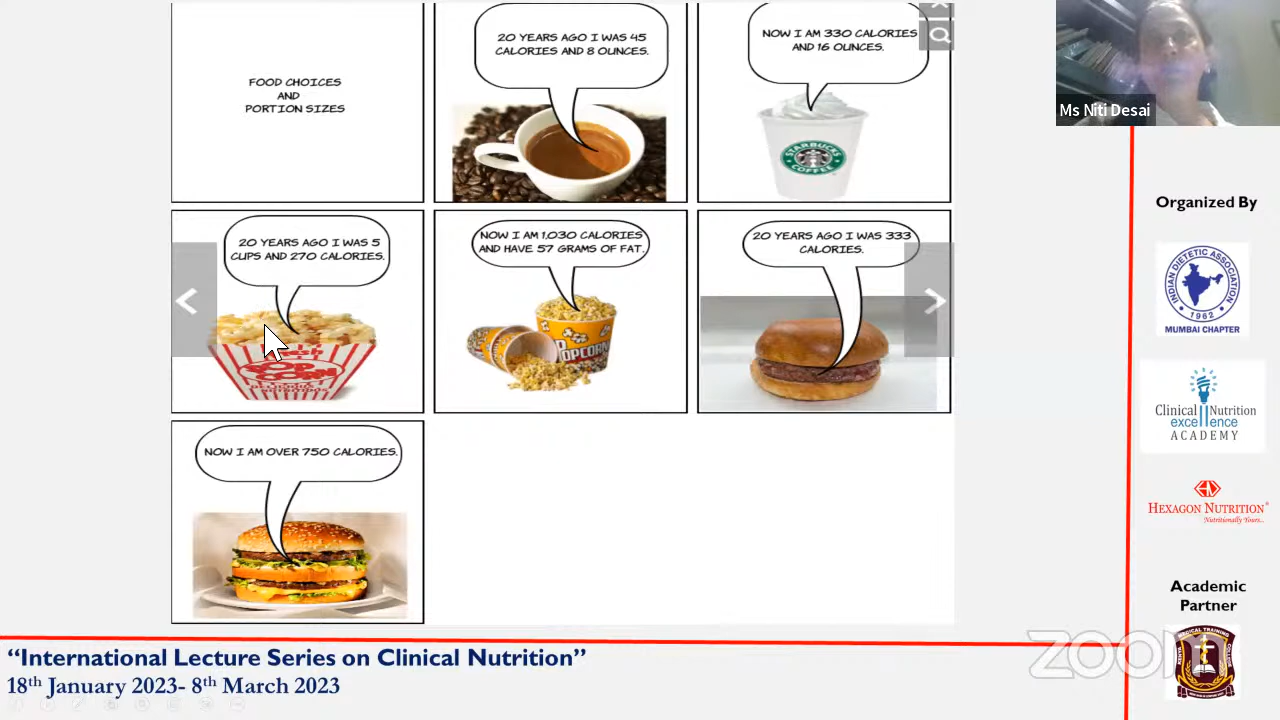 FOOD CHOICES
AND
PORTION SIZES
20 YEARS AGO I WAS 45
CALORIES AND 8 OUNCES.
NOW I AM 330 CALORIES
AND 16 OUNCES.
STARBUCKS
COFFEE
20 YEARS AGO I WAS 5
CUPS AND 270 CALORIES.
POP
CORN
NOW I AM 1,030 CALORIES
AND HAVE 57 GRAMS OF FAT.
POPCORN
20 YEARS AGO I WAS 333
CALORIES.
NOW I AM OVER 750 CALORIES.
Ms Niti Desai
Organized By
INDIAN DIETETIC ASSOCIATION
1962
MUMBAI CHAPTER
Clinical Nutrition
excellence
ACADEMY
HEXAGON NUTRITION®
Nutritionally Yours...
Academic
Partner
zoom
"International Lecture Series on Clinical Nutrition"
18th January 2023- 8th March 2023